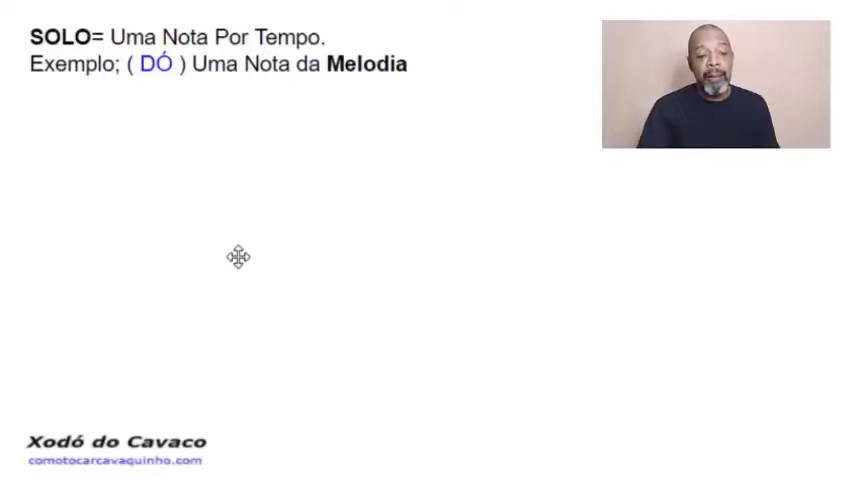 SOLO= Uma Nota Por Tempo.
Exemplo; ( DÓ ) Uma Nota da Melodia
Xodó do Cavaco
comotocarcavaquinho.com